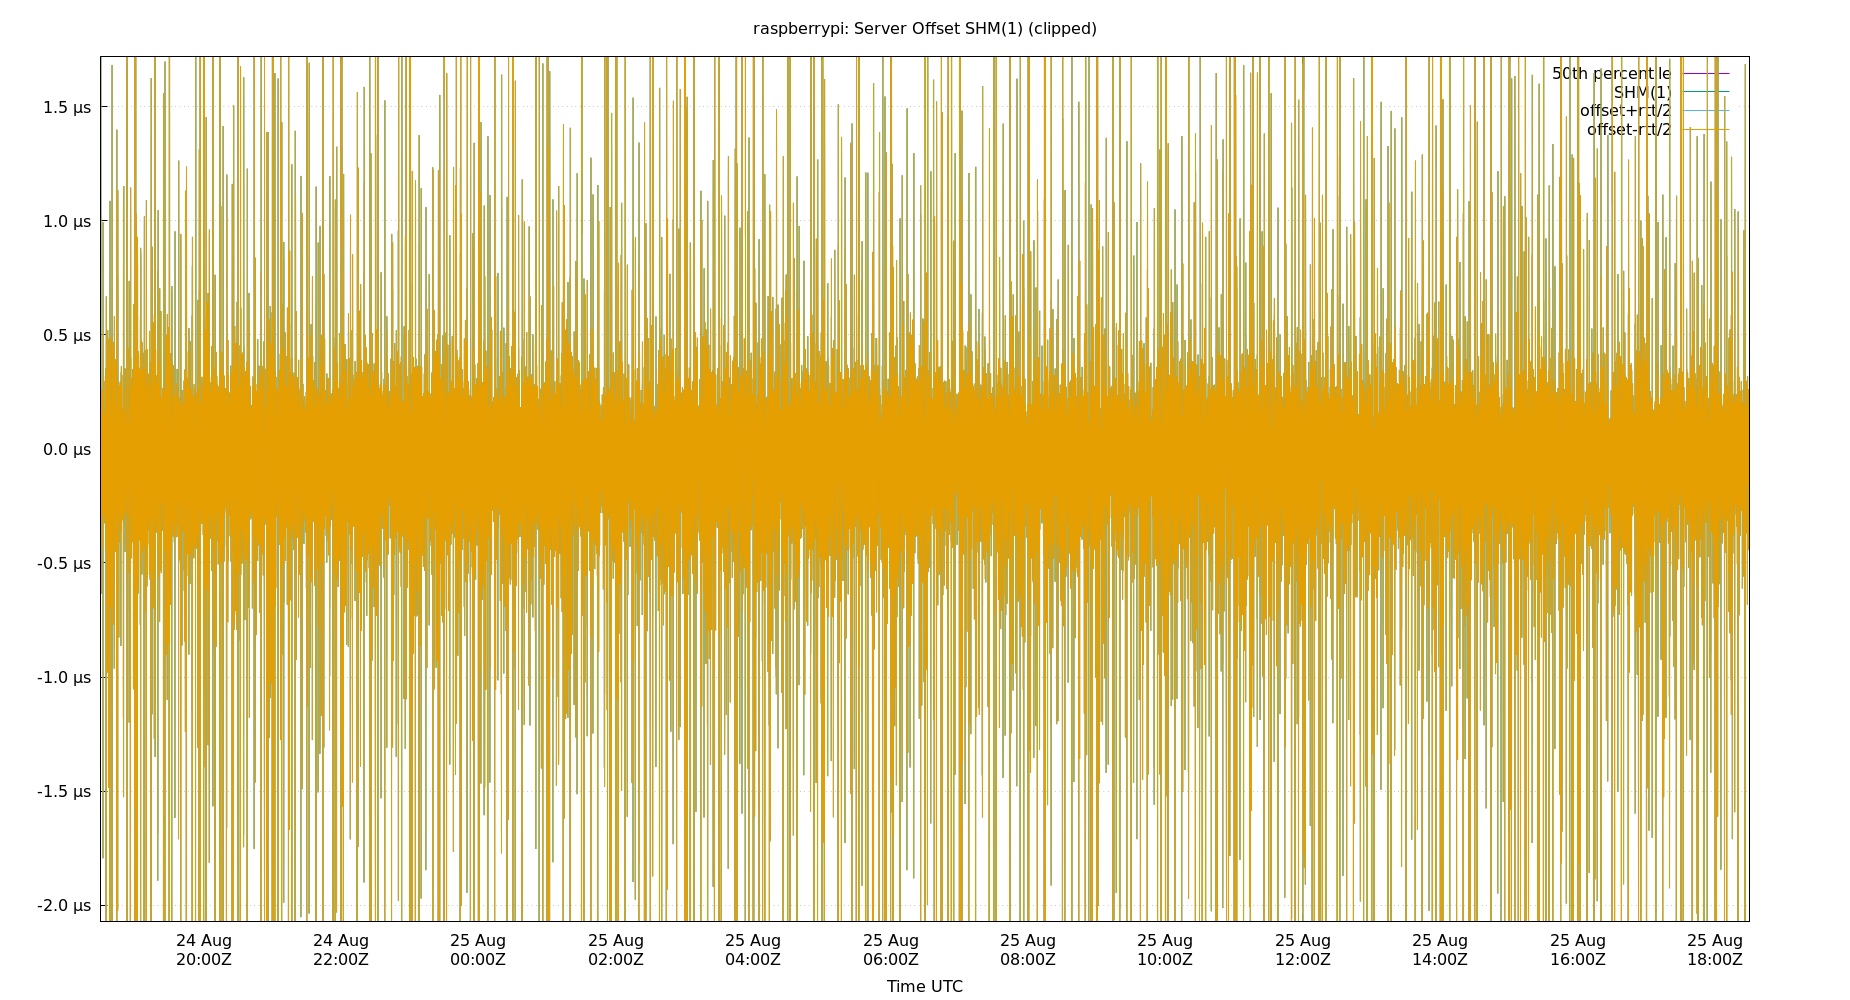 raspberrypi: Server Offset SHM(1) (clipped)
50th percentile
SHM(1)
offset+rtt/2
offset-rtt/2
1.5 µs
1.0 µs
0.5 µs
0.0 µs
-0.5 µs
-1.0 µs
-1.5 µs
-2.0 µs
24 Aug 24 Aug 25 Aug 25 Aug 25 Aug 25 Aug 25 Aug 25 Aug 25 Aug 25 Aug 25 Aug 25 Aug
20:00Z 22:00Z 00:00Z 02:00Z 04:00Z 06:00Z 08:00Z 10:00Z 12:00Z 14:00Z 16:00Z 18:00Z
Time UTC